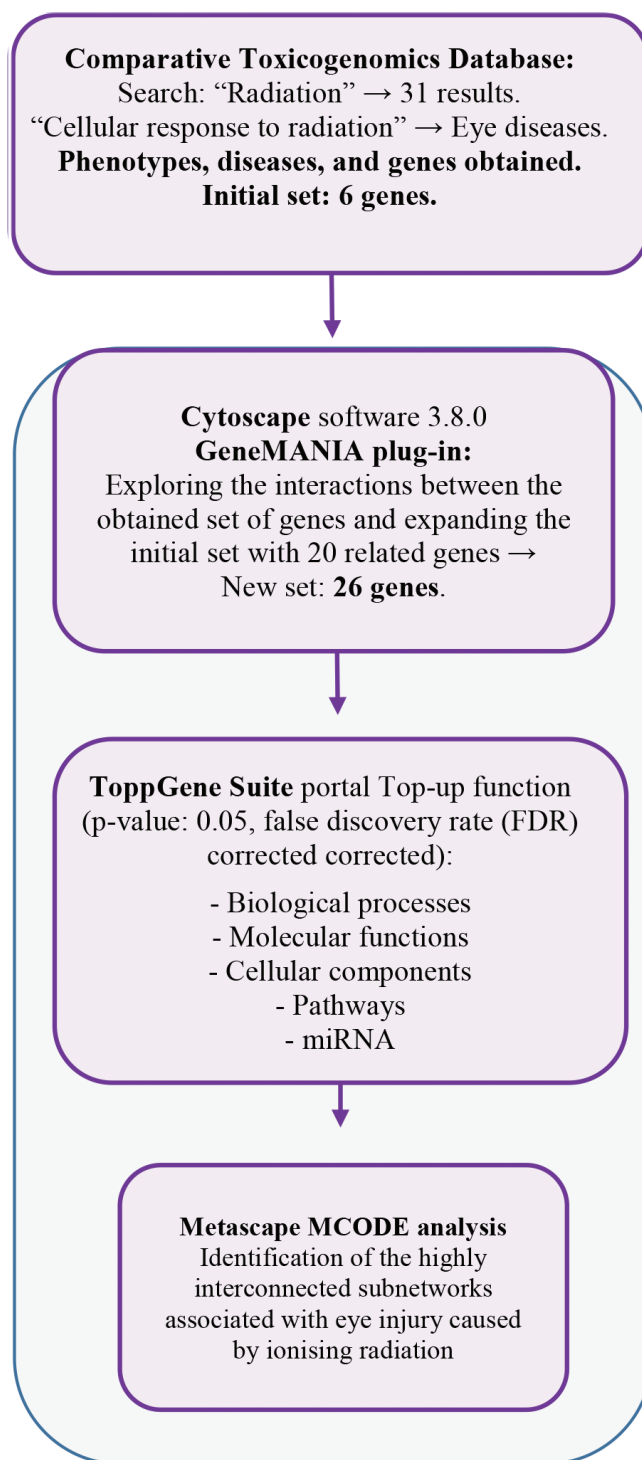 Comparative Toxicogenomics Database:
Search: “Radiation” → 31 results.
“Cellular response to radiation” → Eye diseases.
Phenotypes, diseases, and genes obtained.
Initial set: 6 genes.
Cytoscape software 3.8.0
GeneMANIA plug-in:
Exploring the interactions between the
obtained set of genes and expanding the
initial set with 20 related genes →
New set: 26 genes.
ToppGene Suite portal Top-up function
(p-value: 0.05, false discovery rate (FDR)
corrected corrected):
- Biological processes
- Molecular functions
- Cellular components
- Pathways
- miRNA
Metascape MCODE analysis
Identification of the highly
interconnected subnetworks
associated with eye injury caused
by ionising radiation